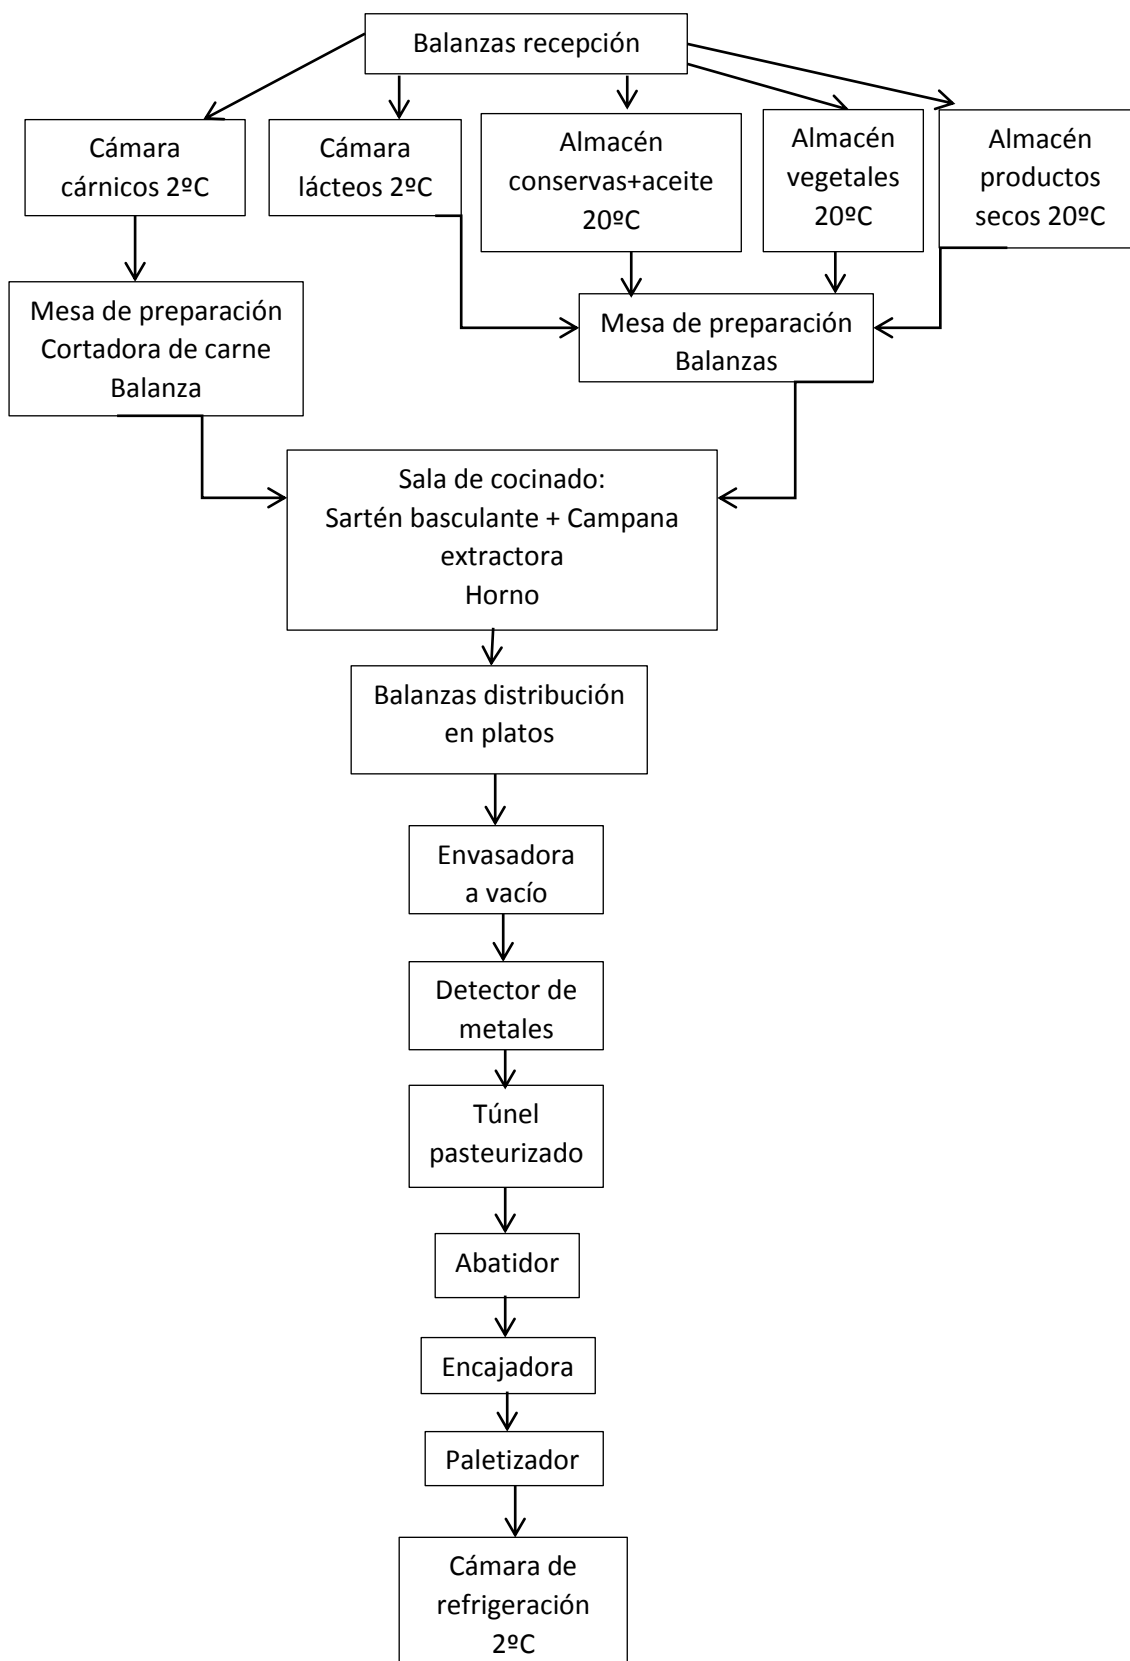 Balanzas recepción
Cámara
cárnicos 2ºC
Cámara
lácteos 2ºC
Almacén
conservas+aceite
20ºC
Almacén
vegetales
20ºC
Almacén
productos
secos 20ºC
Mesa de preparación
Cortadora de carne
Balanza
Mesa de preparación
Balanzas
Sala de cocinado:
Sartén basculante + Campana
extractora
Horno
Balanzas distribución
en platos
Envasadora
a vacío
Detector de
metales
Túnel
pasteurizado
Abatidor
Encajadora
Paletizador
Cámara de
refrigeración
2ºC